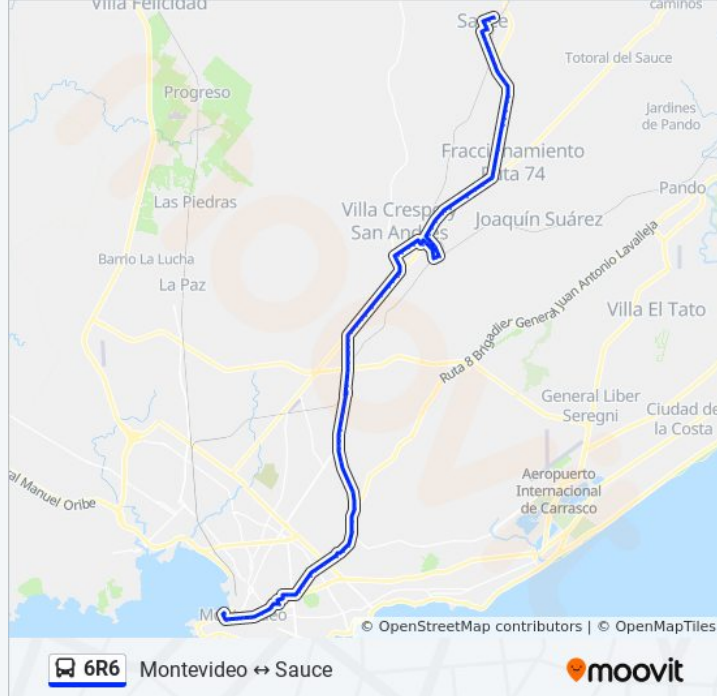 Villa Felicidad
caminos
Sauce
Totoral del Sauce
Progreso
Jardines
de Pando
Fraccionamiento
Ruta 74
Pando
Las Piedras
Villa Crespo y
San Andrés
Joaquín Suárez
Barrio La Lucha
La Paz
Ruta 8 Brigadier General Juan Antonio Lavalleja
Villa El Tato
General Liber
Seregni
Ciudad de
la Costa
Aeropuerto
Internacional
de Carrasco
al Manuel Oribe
Montevideo
© OpenStreetMap contributors | © OpenMapTiles
6R6 Montevideo ↔ Sauce
moovit